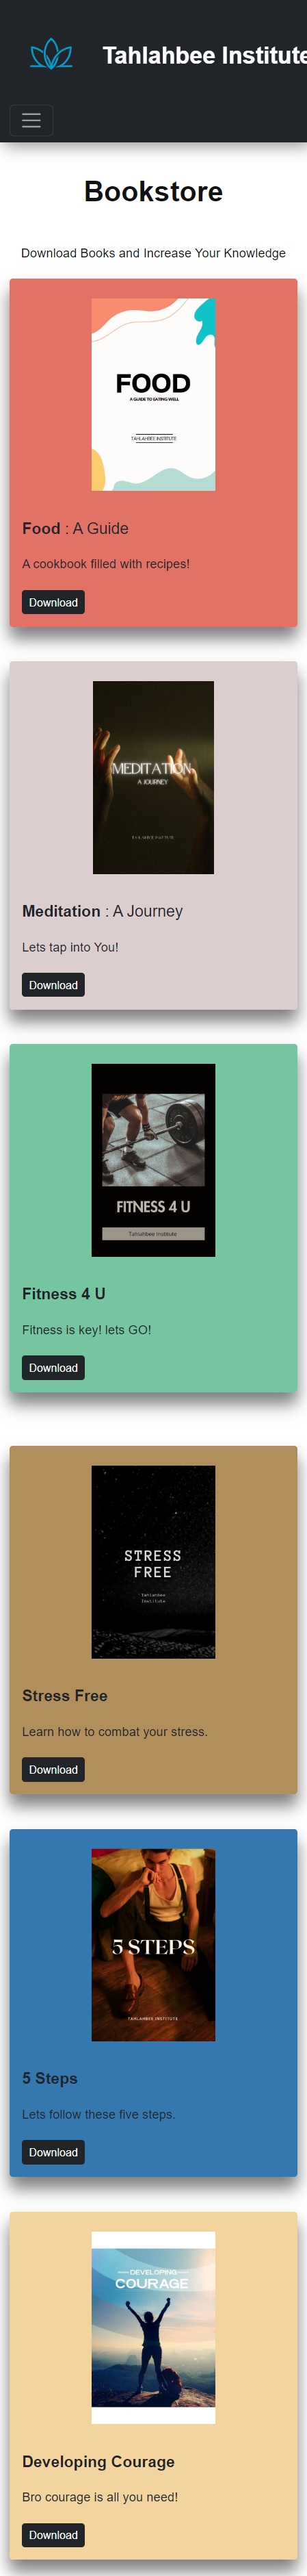 Tahlahbee Institute
Bookstore
Download Books and Increase Your Knowledge
FOOD
A GUIDE TO EATING WELL
TAHLAHBEE INSTITUTE
Food : A Guide
A cookbook filled with recipes!
Download
MEDITATION
A JOURNEY
TAHLAHBEE INSTITUTE
Meditation : A Journey
Lets tap into You!
Download
FITNESS 4 U
Tahlahbee Institute
Fitness 4 U
Fitness is key! lets GO!
Download
STRESS
FREE
Tahlahbee
Institute
Stress Free
Learn how to combat your stress.
Download
5 STEPS
TAHLAHBEE INSTITUTE
5 Steps
Lets follow these five steps.
Download
DEVELOPING
COURAGE
Developing Courage
Bro courage is all you need!
Download